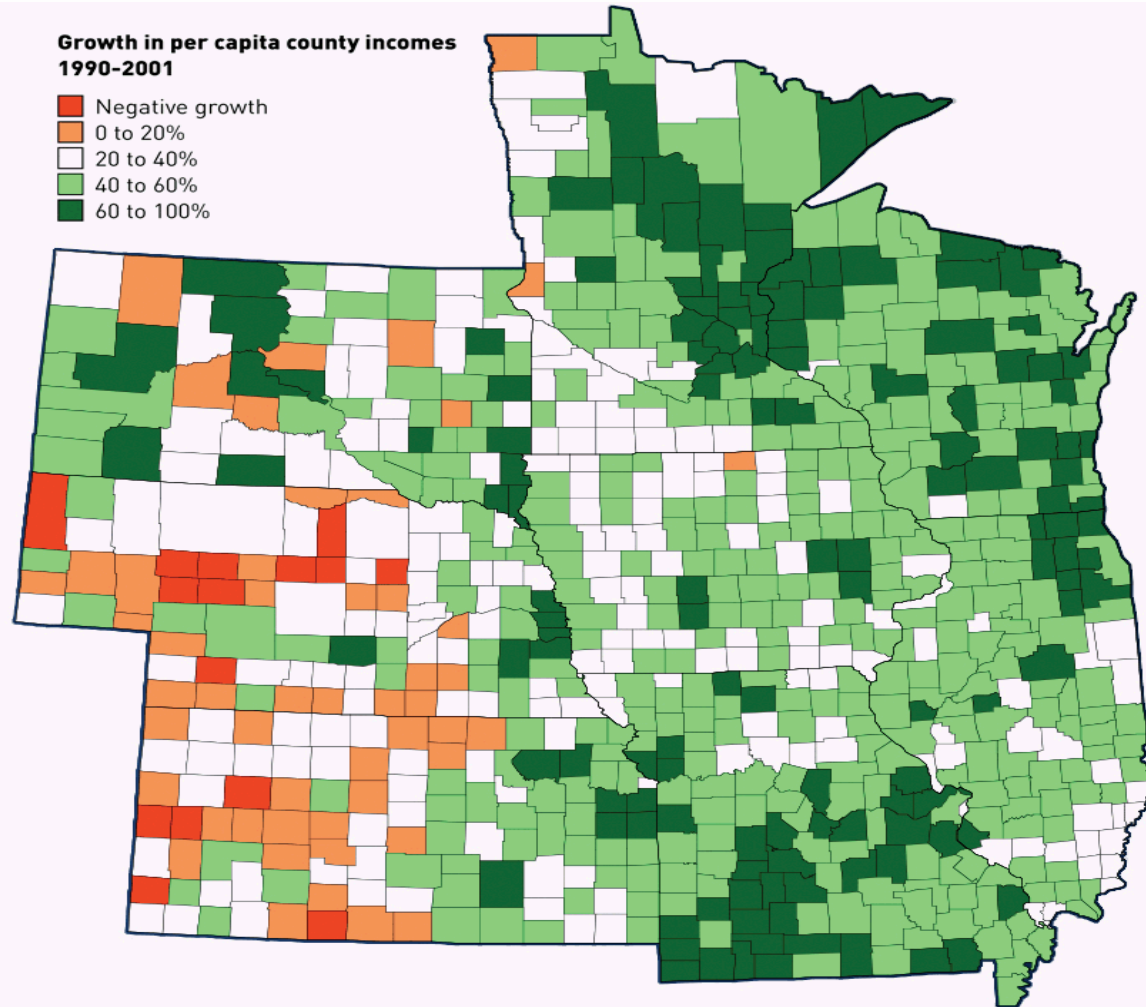 Growth in per capita county incomes
1990-2001
Negative growth
0 to 20%
20 to 40%
40 to 60%
60 to 100%